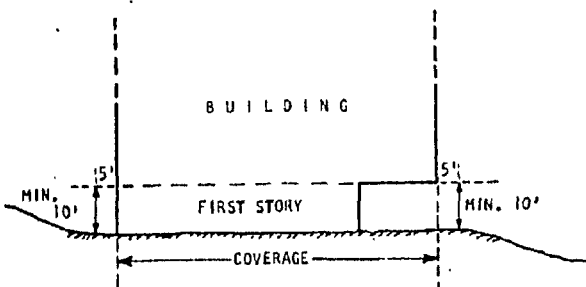 BUILDING
5' 5'
MIN. 10' FIRST STORY MIN. 10'
COVERAGE